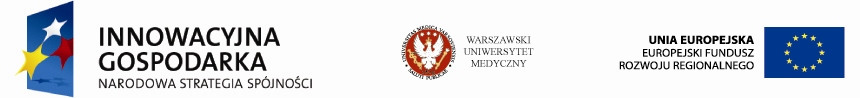 INNOWACYJNA
GOSPODARKA
NARODOWA STRATEGIA SPÓJNOŚCI
WARSZAWSKI
UNIWERSYTET
MEDYCZNY
UNIA EUROPEJSKA
EUROPEJSKI FUNDUSZ
ROZWOJU REGIONALNEGO